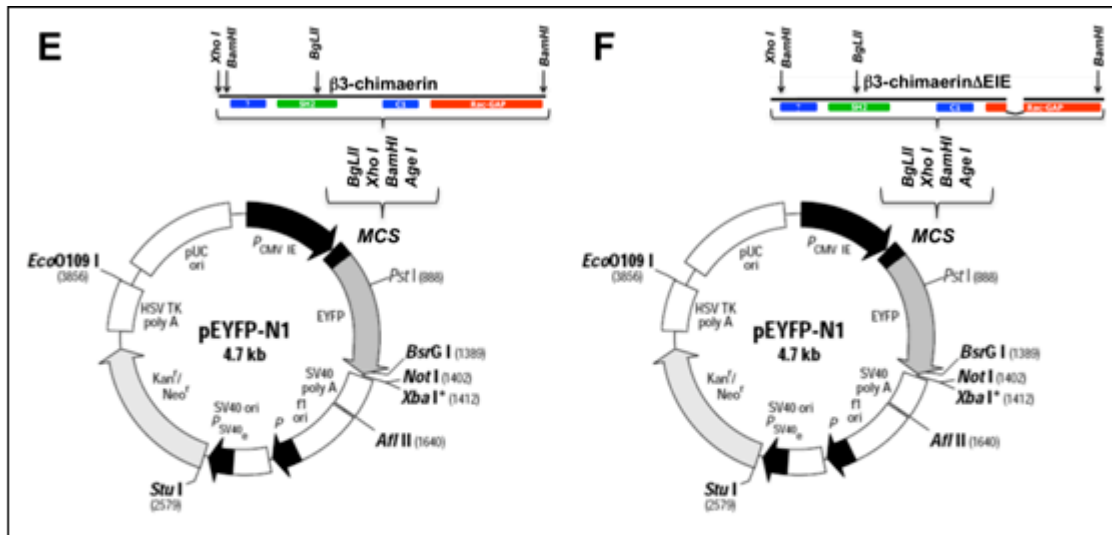 E
Xho I
BamHI
BglII
BamHI
β3-chimaerin
?
SH2
C1
Rac-GAP
BglII
Xho I
BamHI
Age I
MCS
P CMV IE
pUC
ori
EcoO109 I
(3856)
Pst I (888)
HSV TK
poly A
EYFP
pEYFP-N1
4.7 kb
BsrG I (1389)
Not I (1402)
Xba I* (1412)
SV40
poly A
Kanʳ/
Neoʳ
f1
ori
SV40 ori
P SV40e
P
Afl II (1640)
Stu I
(2579)
F
Xho I
BamHI
BglII
BamHI
β3-chimaerinΔEIE
?
SH2
C1
Rac-GAP
BglII
Xho I
BamHI
Age I
MCS
P CMV IE
pUC
ori
EcoO109 I
(3856)
Pst I (888)
HSV TK
poly A
EYFP
pEYFP-N1
4.7 kb
BsrG I (1389)
Not I (1402)
Xba I* (1412)
SV40
poly A
Kanʳ/
Neoʳ
f1
ori
SV40 ori
P SV40e
P
Afl II (1640)
Stu I
(2579)